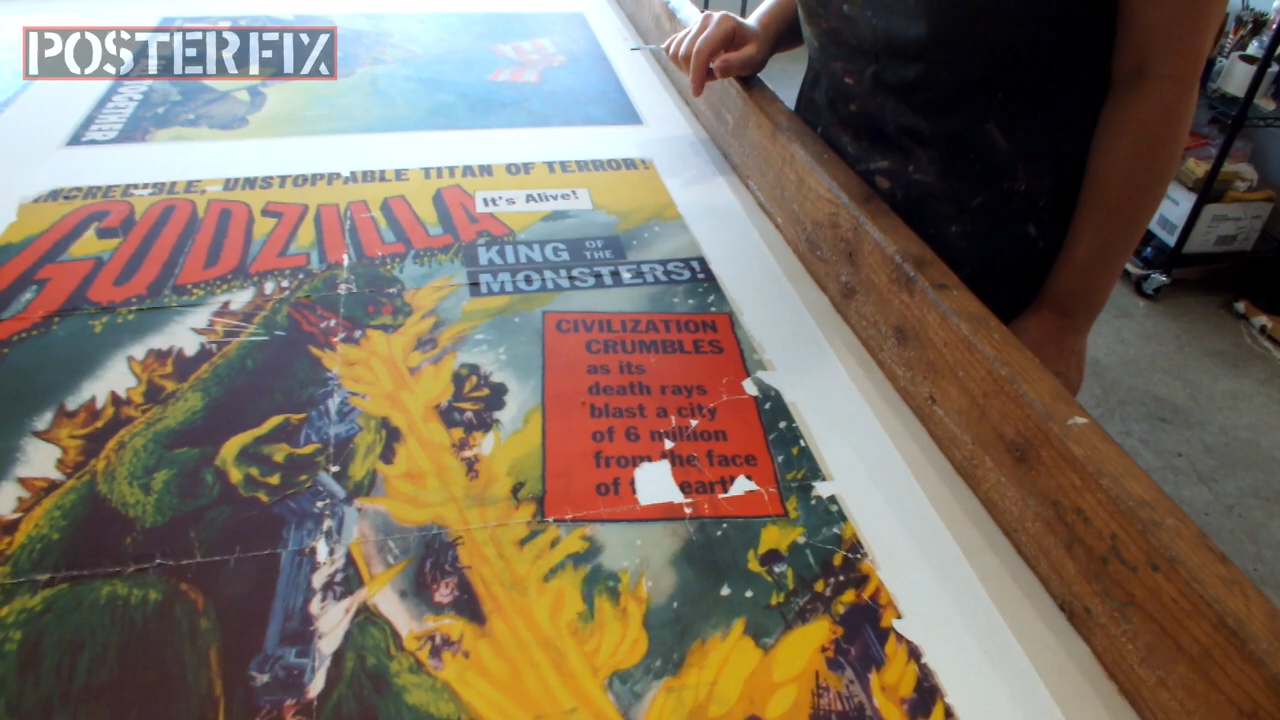 POSTERFIX
TOGETHER
INCREDIBLE, UNSTOPPABLE TITAN OF TERROR!
GODZILLA
It's Alive!
KING OF THE
MONSTERS!
CIVILIZATION
CRUMBLES
as its
death rays
blast a city
of 6 million
from the face
of earth